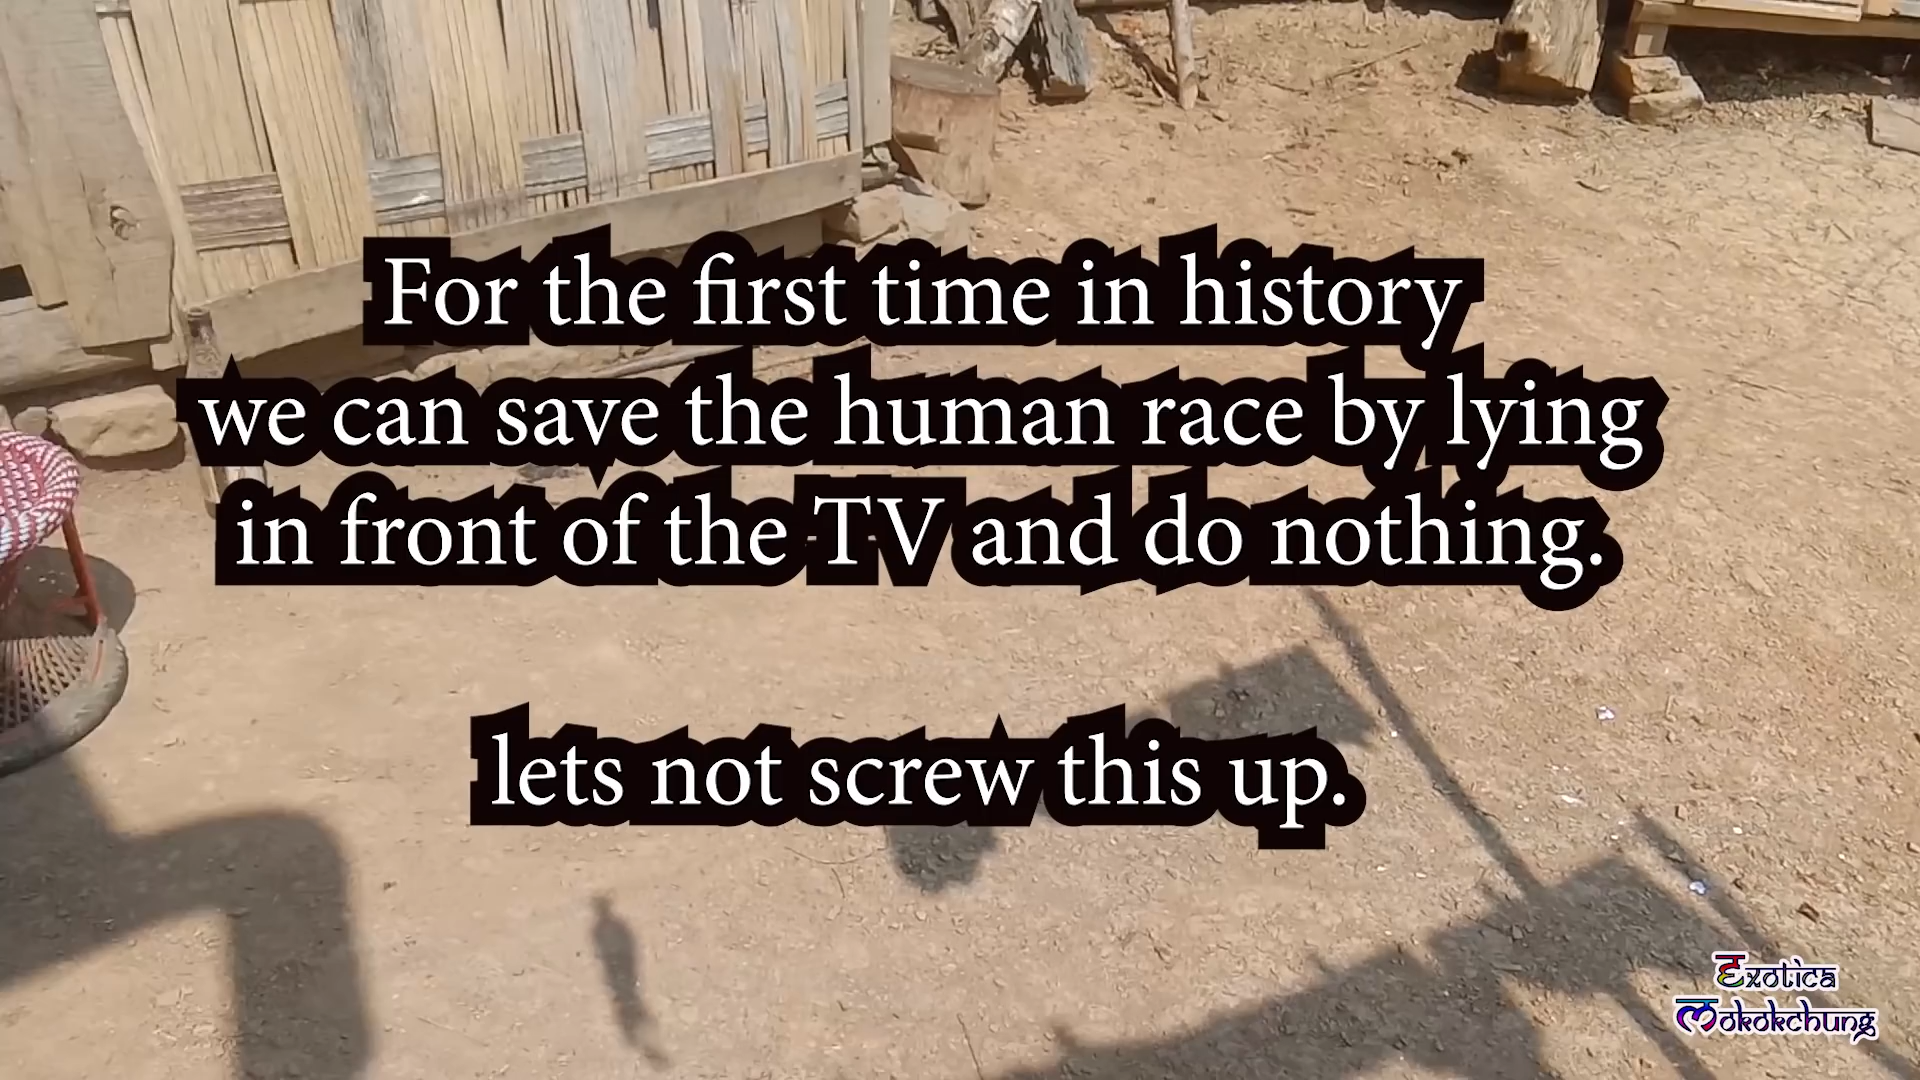 For the first time in history
we can save the human race by lying
in front of the TV and do nothing.
lets not screw this up.
Exotica
Mokokchung